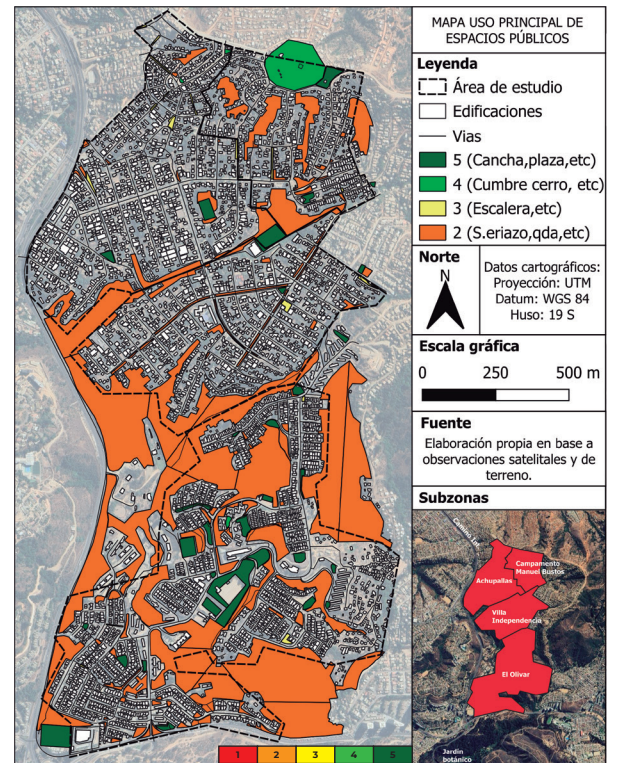 MAPA USO PRINCIPAL DE
ESPACIOS PÚBLICOS
Leyenda
Área de estudio
Edificaciones
Vias
5 (Cancha,plaza,etc)
4 (Cumbre cerro, etc)
3 (Escalera,etc)
2 (S.eriazo,qda,etc)
Norte
N
Datos cartográficos:
Proyección: UTM
Datum: WGS 84
Huso: 19 S
Escala gráfica
0 250 500 m
Fuente
Elaboración propia en base a
observaciones satelitales y de
terreno.
Subzonas
Campamento
Manuel Bustos
Achupallas
Villa
Independencia
El Olivar
Jardín
botánico
1 2 3 4 5